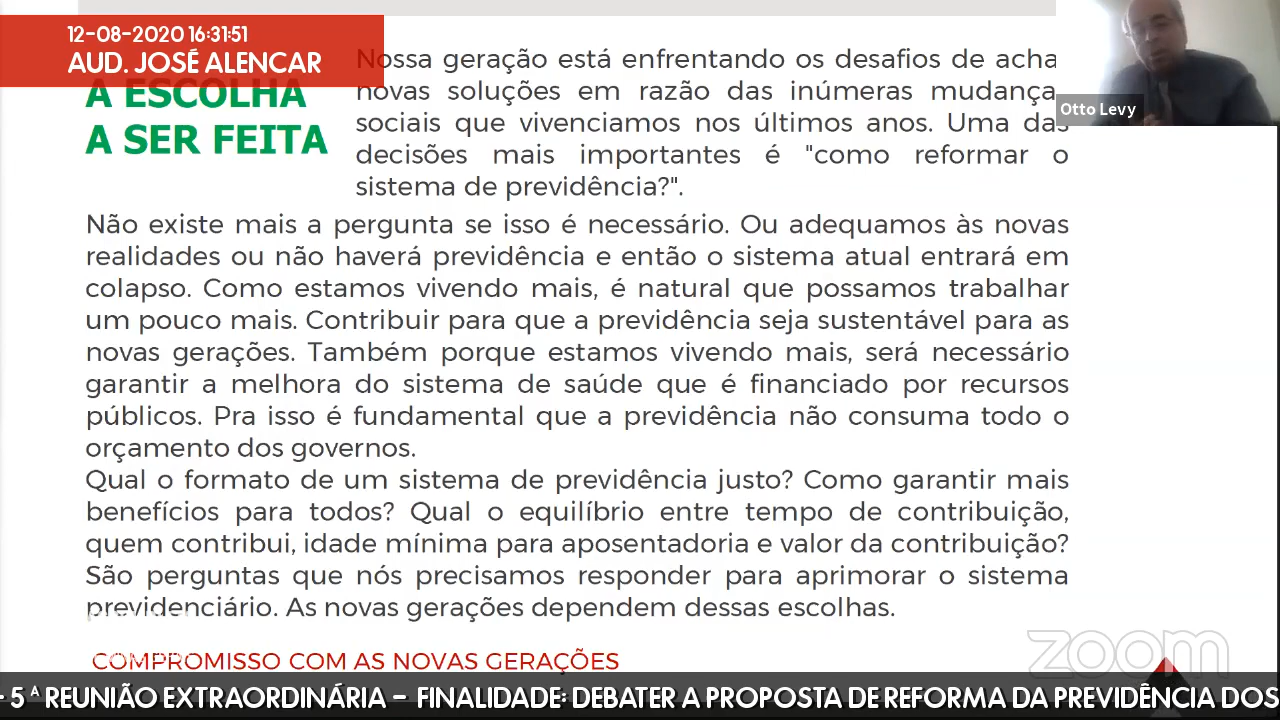 12-08-2020 16:31:51
AUD. JOSÉ ALENCAR
A ESCOLHA
A SER FEITA
Nossa geração está enfrentando os desafios de acha
novas soluções em razão das inúmeras mudança
sociais que vivenciamos nos últimos anos. Uma das
decisões mais importantes é "como reformar o
sistema de previdência?".
Otto Levy
Não existe mais a pergunta se isso é necessário. Ou adequamos às novas
realidades ou não haverá previdência e então o sistema atual entrará em
colapso. Como estamos vivendo mais, é natural que possamos trabalhar
um pouco mais. Contribuir para que a previdência seja sustentável para as
novas gerações. Também porque estamos vivendo mais, será necessário
garantir a melhora do sistema de saúde que é financiado por recursos
públicos. Pra isso é fundamental que a previdência não consuma todo o
orçamento dos governos.
Qual o formato de um sistema de previdência justo? Como garantir mais
benefícios para todos? Qual o equilíbrio entre tempo de contribuição,
quem contribui, idade mínima para aposentadoria e valor da contribuição?
São perguntas que nós precisamos responder para aprimorar o sistema
previdenciário. As novas gerações dependem dessas escolhas.
COMPROMISSO COM AS NOVAS GERAÇÕES
zoom
- 5ª REUNIÃO EXTRAORDINÁRIA - FINALIDADE: DEBATER A PROPOSTA DE REFORMA DA PREVIDÊNCIA DOS